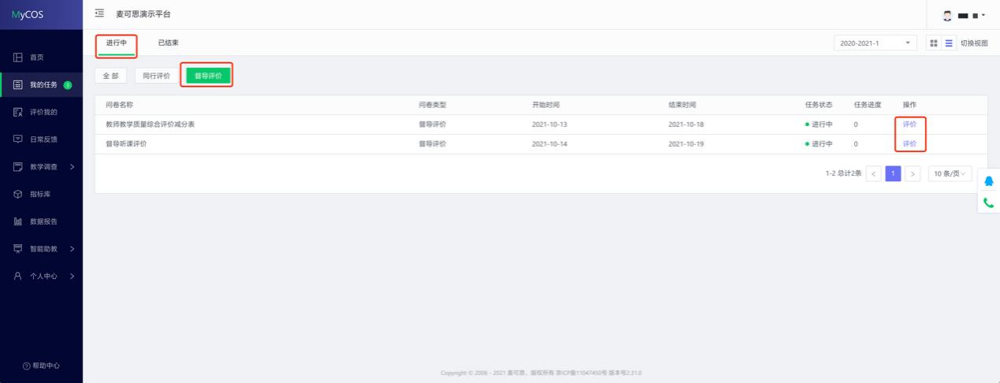 MyCOS
麦可思演示平台
首页
我的任务 3
评价我的
日常反馈
教学调查
指标库
数据报告
智能助教
个人中心
帮助中心
进行中 已结束
2020-2021-1 切换视图
全 部 同行评价 督导评价
问卷名称 问卷类型 开始时间 结束时间 任务状态 任务进度 操作
教师教学质量综合评价减分表 督导评价 2021-10-13 2021-10-18 进行中 0 评价
督导听课评价 督导评价 2021-10-14 2021-10-19 进行中 0 评价
1-2 总计2条 < 1 > 10 条/页
Copyright © 2006 - 2021 麦可思。版权所有 京ICP备11047450号 版本号2.31.0